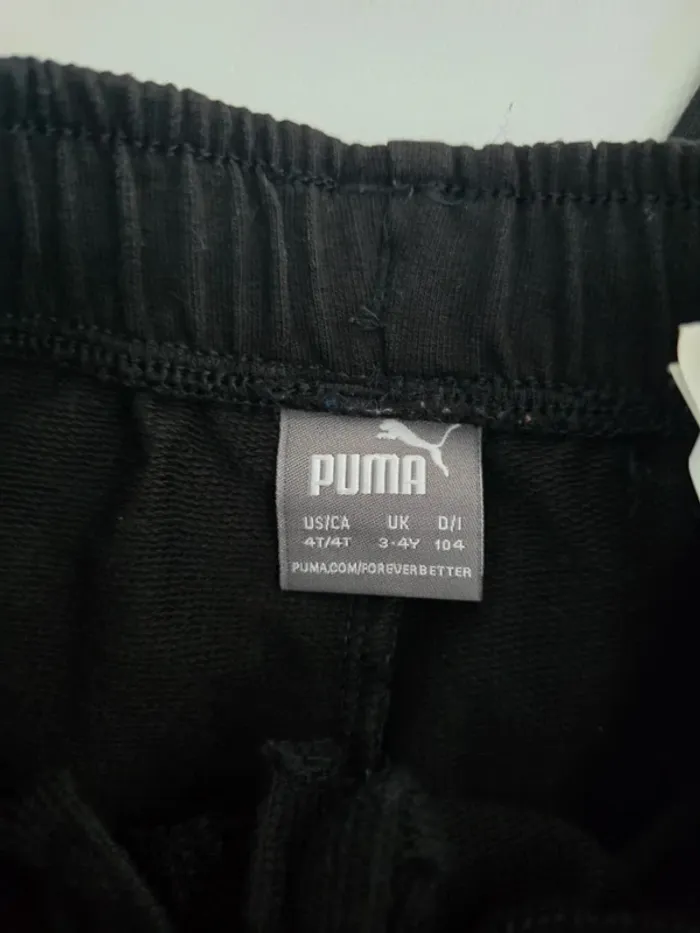 PUMA
US/CA UK D/I
4T/4T 3-4Y 104
PUMA.COM/FOREVERBETTER